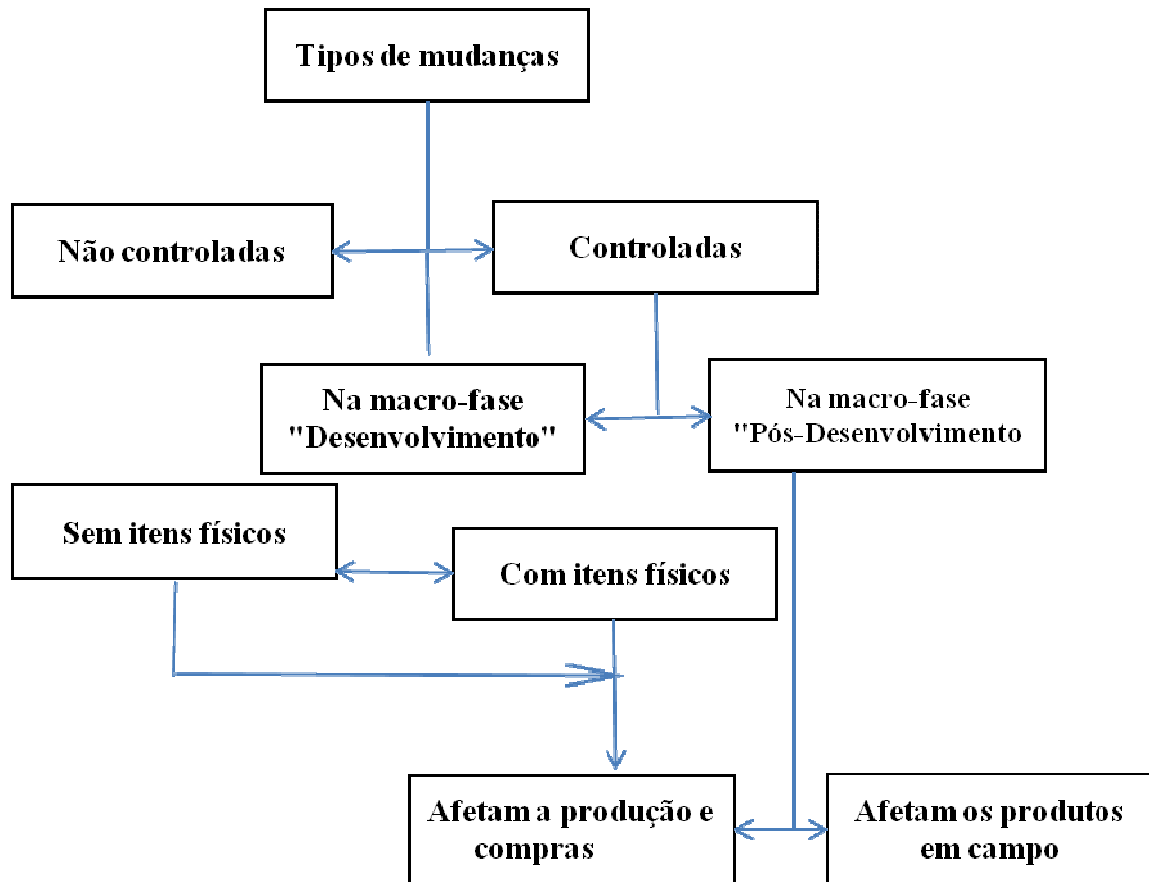 Tipos de mudanças
Não controladas
Controladas
Na macro-fase
"Desenvolvimento"
Na macro-fase
"Pós-Desenvolvimento
Sem itens físicos
Com itens físicos
Afetam a produção e
compras
Afetam os produtos
em campo